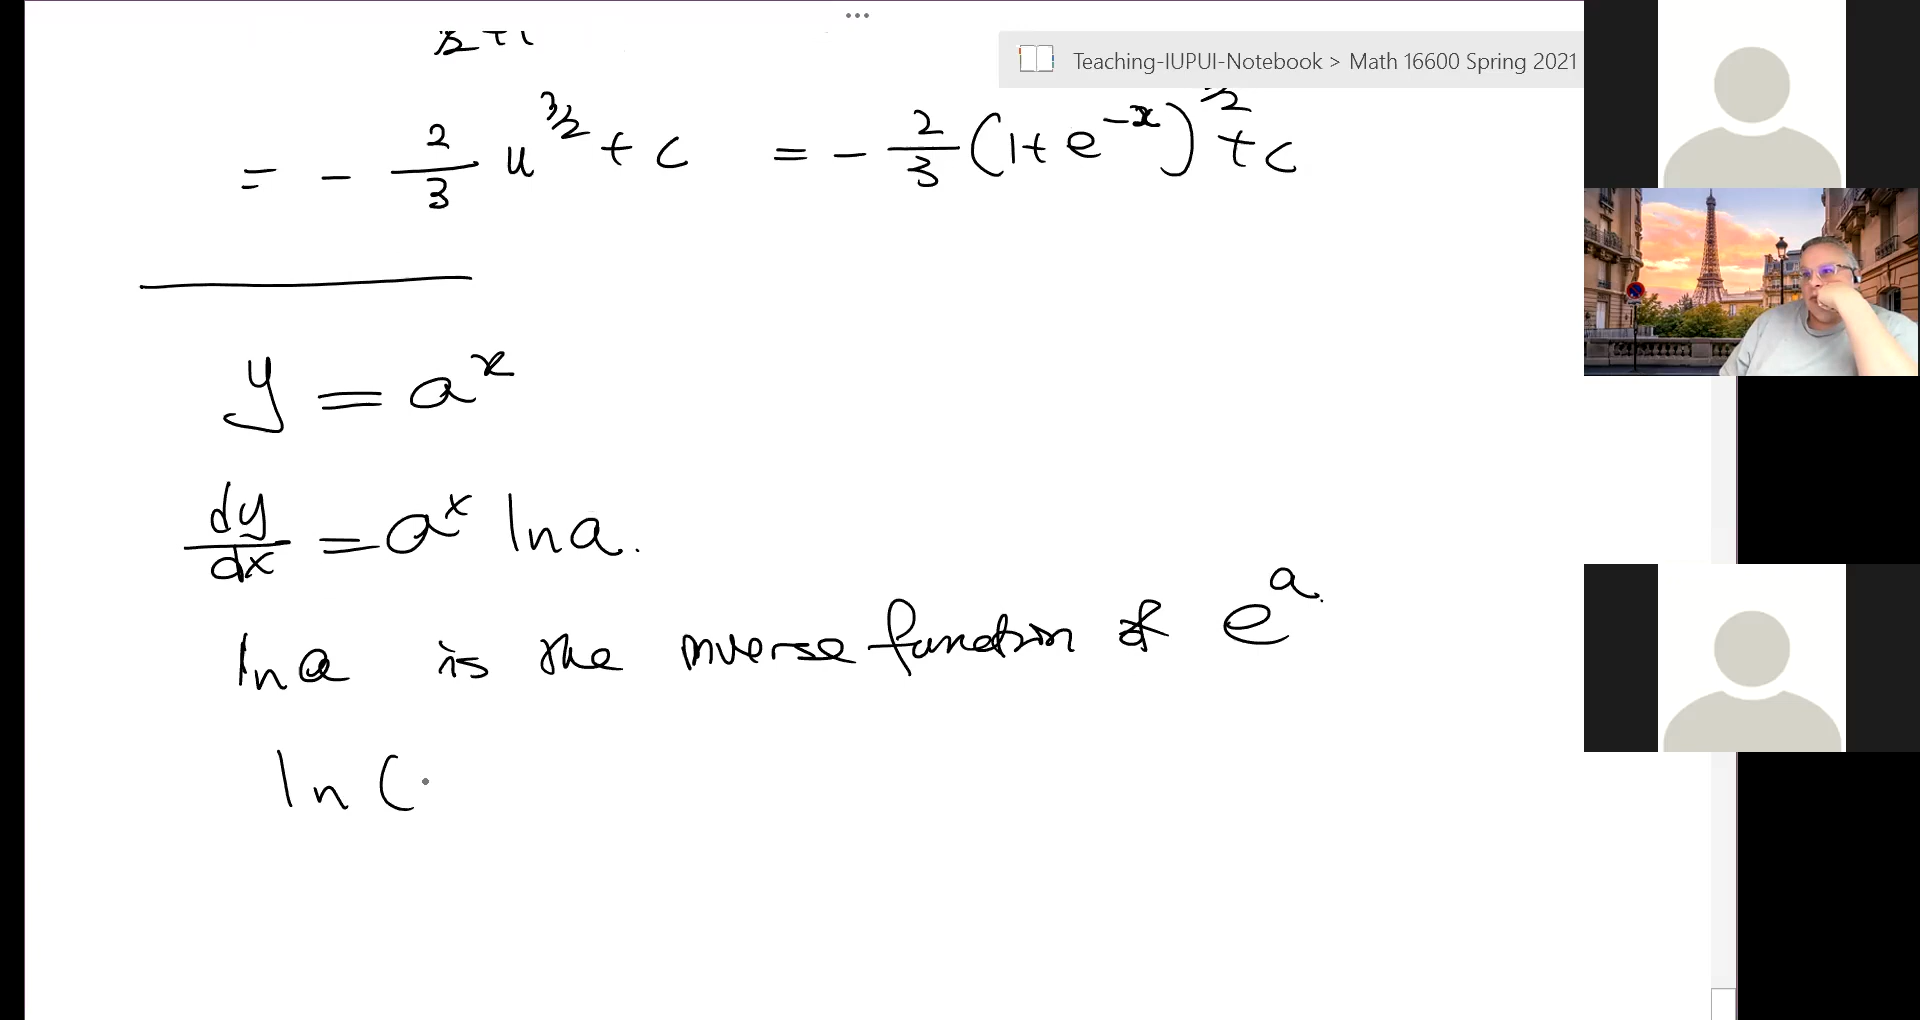 Teaching-IUPUI-Notebook > Math 16600 Spring 2021
= - 2/3 u^(3/2) + c = - 2/3 (1+e^(-x))^(3/2) + c
y = a^x
dy/dx = a^x ln a.
ln a is the inverse function of e^a.
ln (